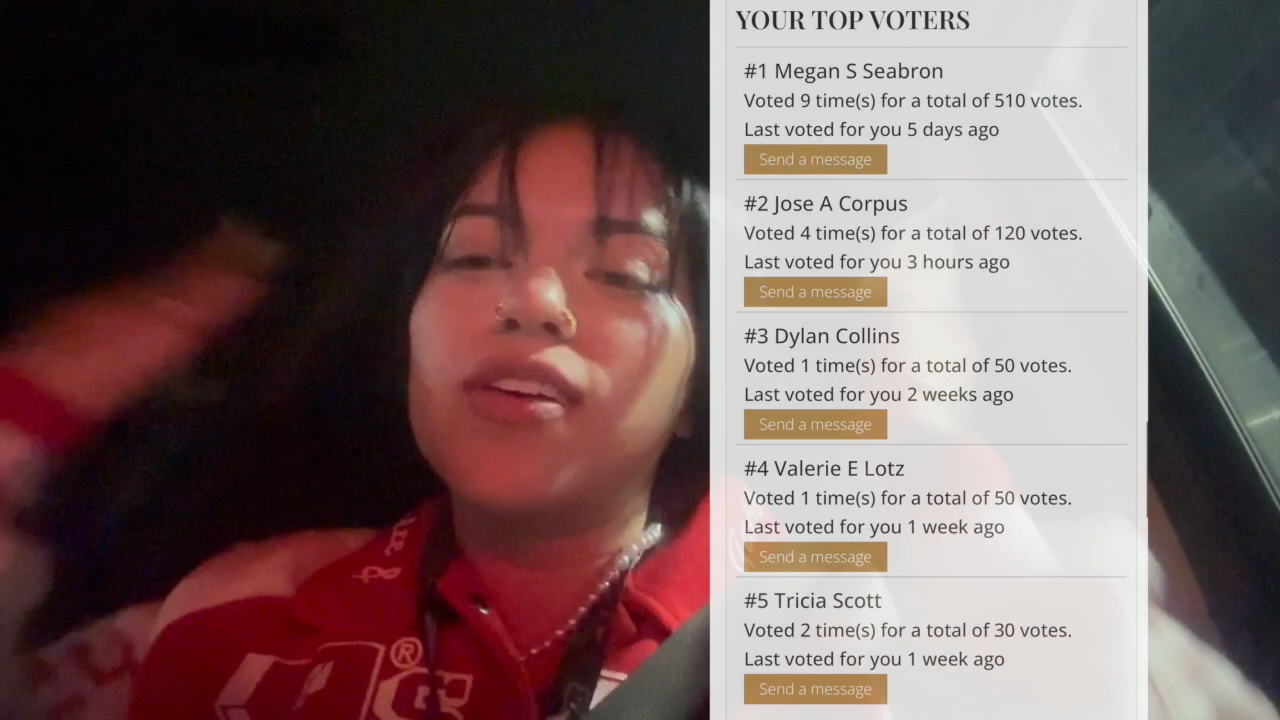 YOUR TOP VOTERS
#1 Megan S Seabron
Voted 9 time(s) for a total of 510 votes.
Last voted for you 5 days ago
Send a message
#2 Jose A Corpus
Voted 4 time(s) for a total of 120 votes.
Last voted for you 3 hours ago
Send a message
#3 Dylan Collins
Voted 1 time(s) for a total of 50 votes.
Last voted for you 2 weeks ago
Send a message
#4 Valerie E Lotz
Voted 1 time(s) for a total of 50 votes.
Last voted for you 1 week ago
Send a message
#5 Tricia Scott
Voted 2 time(s) for a total of 30 votes.
Last voted for you 1 week ago
Send a message
®